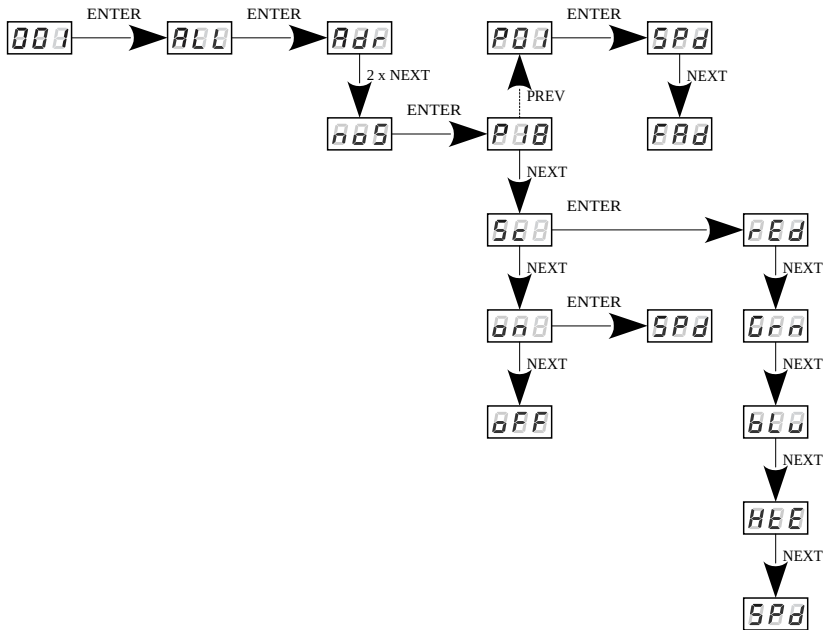 001 ENTER ALL ENTER Adr
P01 ENTER SPd
2 x NEXT
PREV
NEXT
noS ENTER P18
FAd
NEXT
Sc ENTER rEd
NEXT
NEXT
on ENTER SPd
Grn
NEXT
NEXT
oFF
bLu
NEXT
HtE
NEXT
SPd